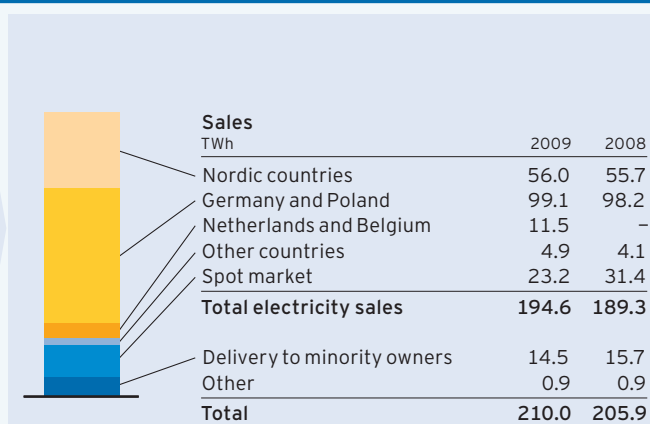 Sales
TWh 2009 2008
Nordic countries 56.0 55.7
Germany and Poland 99.1 98.2
Netherlands and Belgium 11.5 –
Other countries 4.9 4.1
Spot market 23.2 31.4
Total electricity sales 194.6 189.3
Delivery to minority owners 14.5 15.7
Other 0.9 0.9
Total 210.0 205.9